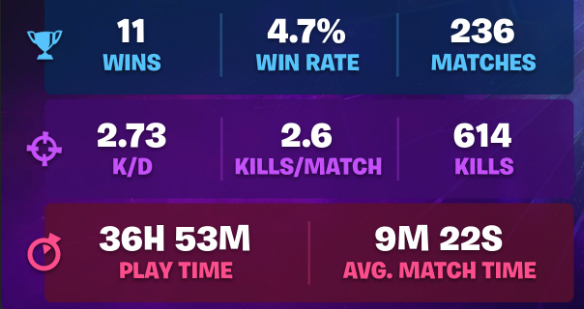 11 4.7% 236
WINS WIN RATE MATCHES
2.73 2.6 614
K/D KILLS/MATCH KILLS
36H 53M 9M 22S
PLAY TIME AVG. MATCH TIME